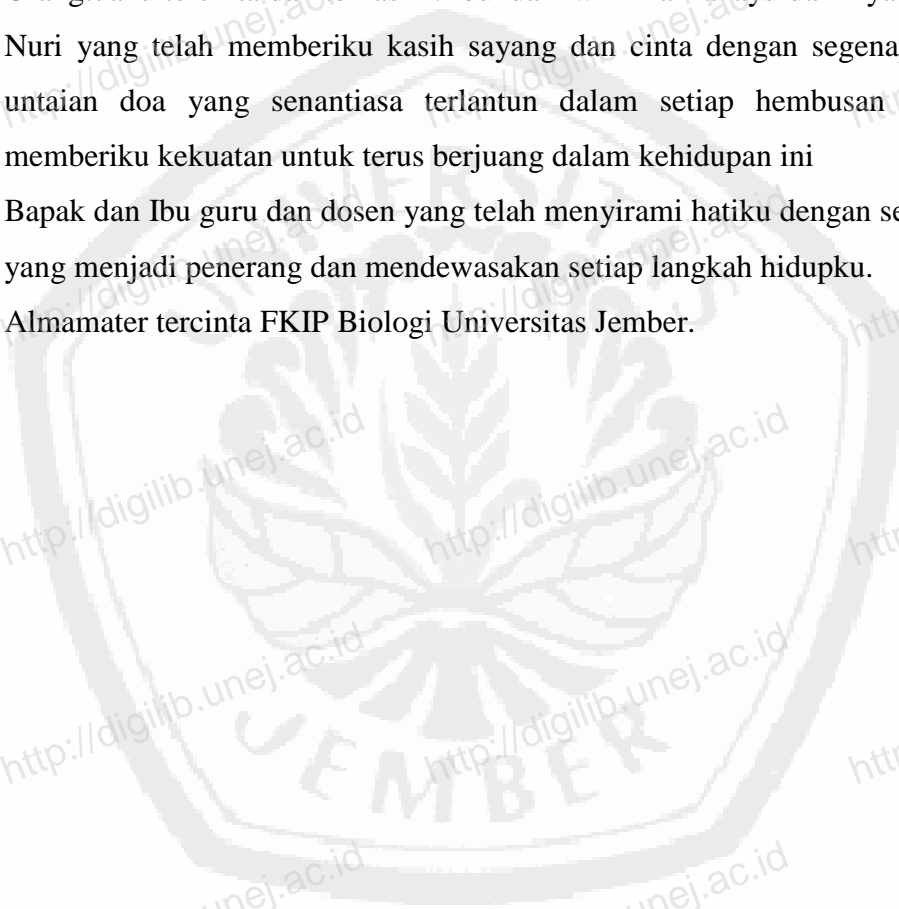 Nuri yang telah memberiku kasih sayang dan cinta dengan segena
untaian doa yang senantiasa terlantun dalam setiap hembusan
memberiku kekuatan untuk terus berjuang dalam kehidupan ini
Bapak dan Ibu guru dan dosen yang telah menyirami hatiku dengan se
yang menjadi penerang dan mendewasakan setiap langkah hidupku.
Almamater tercinta FKIP Biologi Universitas Jember.
http://digilib.unej.ac.id
http://digilib.unej.ac.id
http://digilib.unej.ac.id
http://digilib.unej.ac.id
http://digilib.unej.ac.id
http://digilib.unej.ac.id
UNIVERSITAS
JEMBER